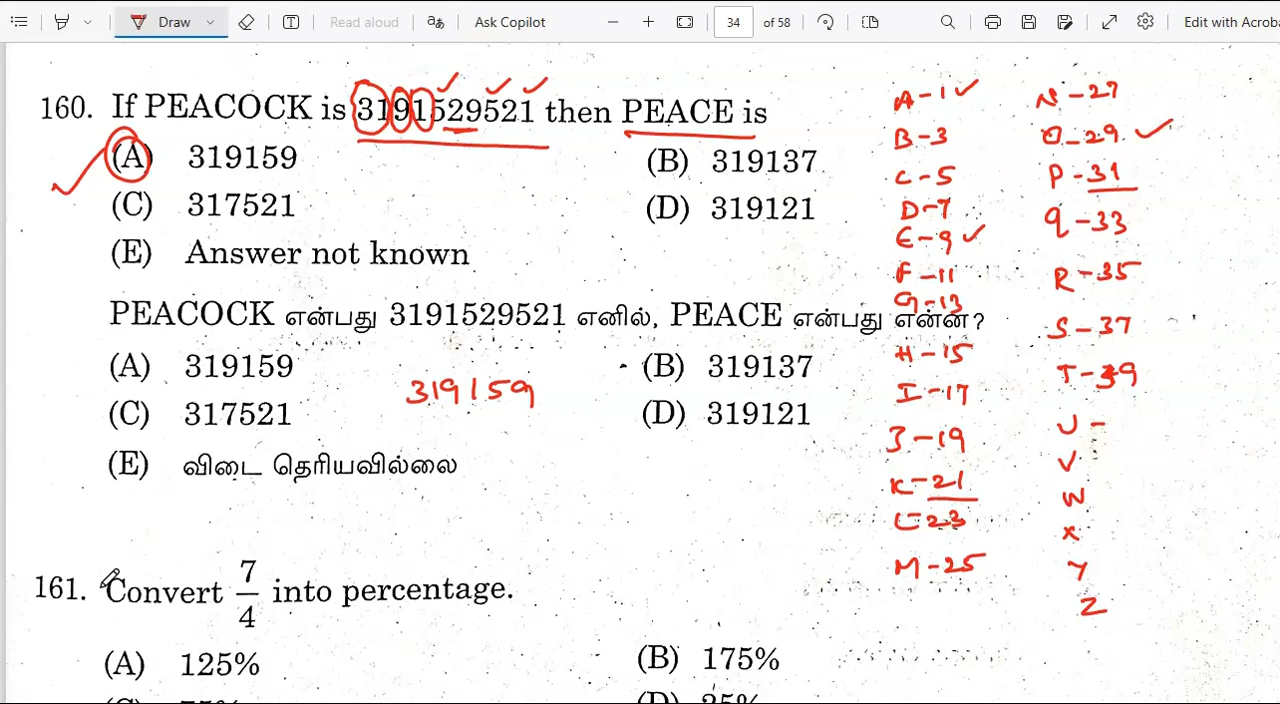 Draw
Read aloud
Ask Copilot
34 of 58
Edit with Acroba
160. If PEACOCK is 3191529521 then PEACE is
(A) 319159
(B) 319137
(C) 317521
(D) 319121
(E) Answer not known
PEACOCK என்பது 3191529521 எனில், PEACE என்பது என்ன?
(A) 319159
(B) 319137
319159
(C) 317521
(D) 319121
(E) விடை தெரியவில்லை
161. Convert 7/4 into percentage.
(A) 125%
(B) 175%
A-1
B-3
C-5
D-7
E-9
F-11
G-13
H-15
I-17
J-19
K-21
L-23
M-25
N-27
O-29
P-31
Q-33
R-35
S-37
T-39
U-
V
W
X
Y
Z